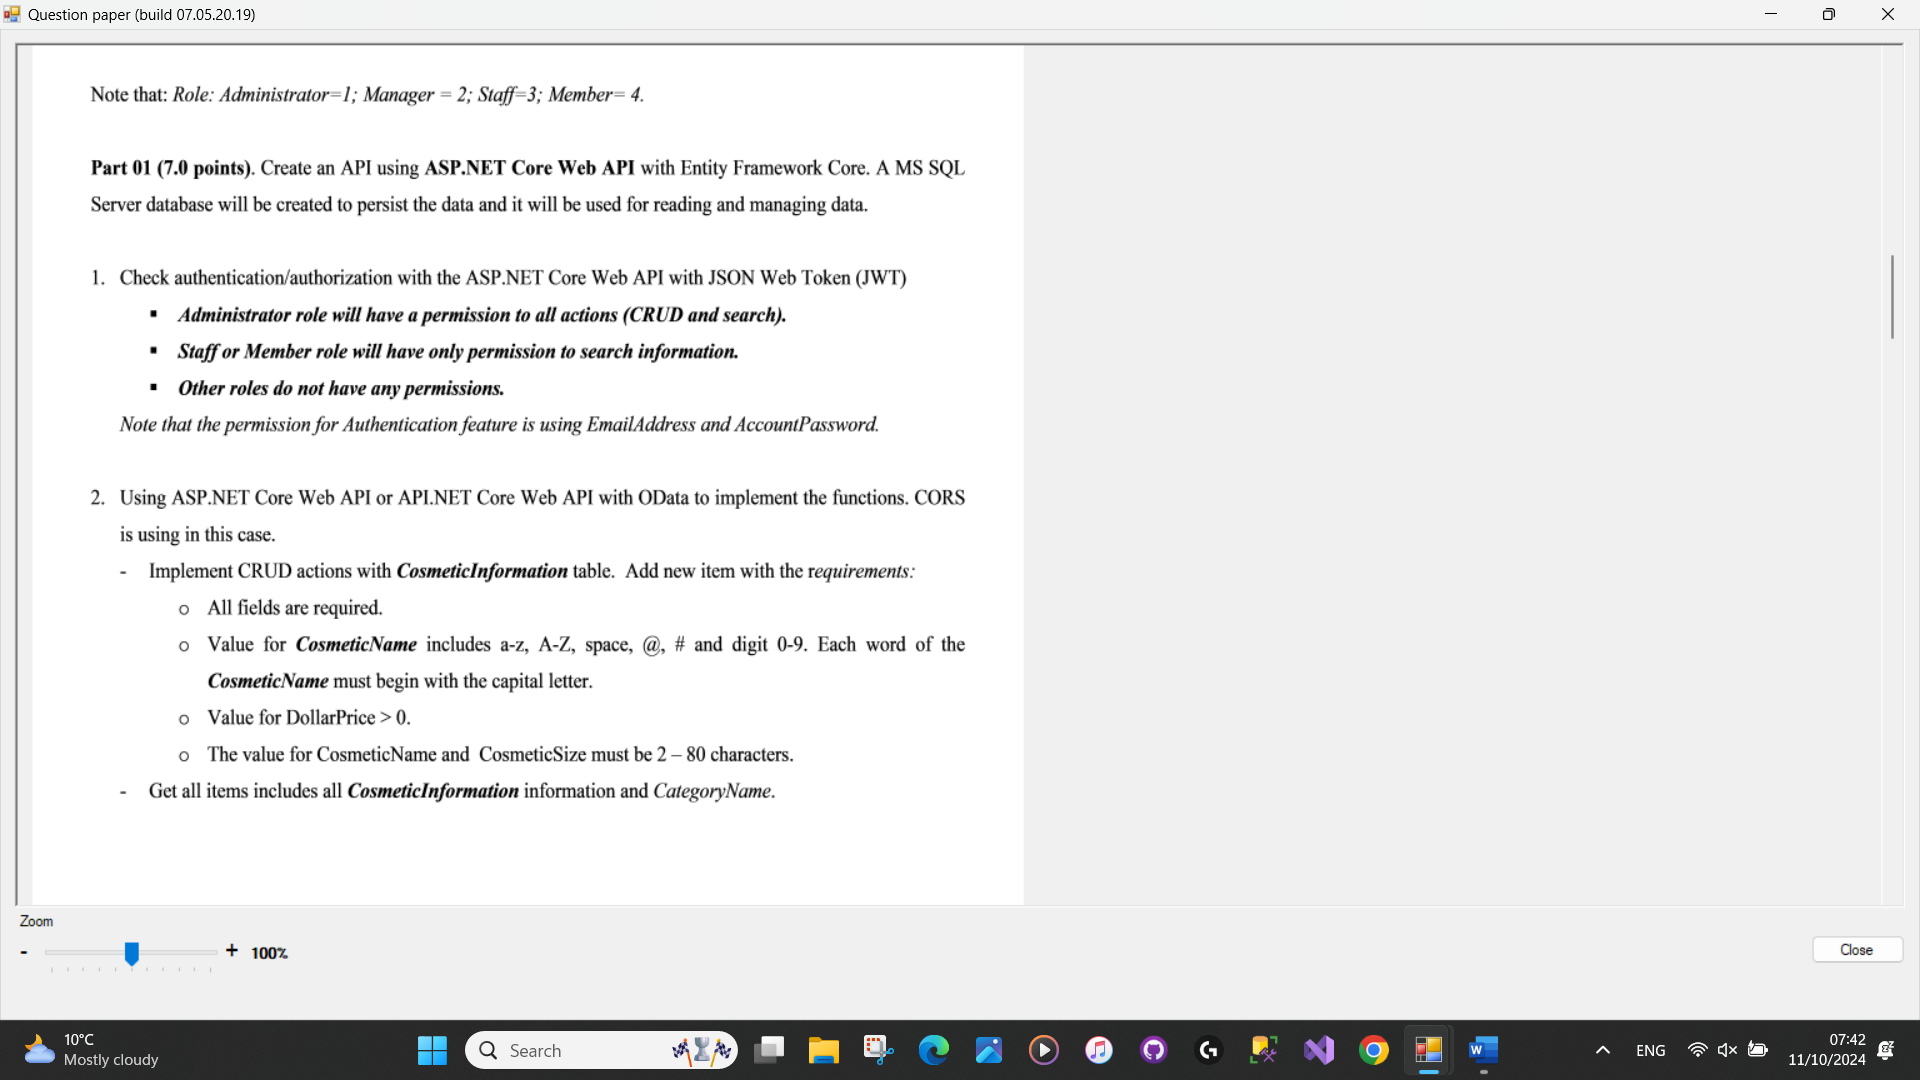 Question paper (build 07.05.20.19)
Note that: Role: Administrator=1; Manager = 2; Staff=3; Member= 4.
Part 01 (7.0 points). Create an API using ASP.NET Core Web API with Entity Framework Core. A MS SQL
Server database will be created to persist the data and it will be used for reading and managing data.
1. Check authentication/authorization with the ASP.NET Core Web API with JSON Web Token (JWT)
▪ Administrator role will have a permission to all actions (CRUD and search).
▪ Staff or Member role will have only permission to search information.
▪ Other roles do not have any permissions.
Note that the permission for Authentication feature is using EmailAddress and AccountPassword.
2. Using ASP.NET Core Web API or API.NET Core Web API with OData to implement the functions. CORS
is using in this case.
- Implement CRUD actions with CosmeticInformation table. Add new item with the requirements:
o All fields are required.
o Value for CosmeticName includes a-z, A-Z, space, @, # and digit 0-9. Each word of the
CosmeticName must begin with the capital letter.
o Value for DollarPrice > 0.
o The value for CosmeticName and CosmeticSize must be 2 – 80 characters.
- Get all items includes all CosmeticInformation information and CategoryName.
Zoom
- + 100%
Close
10°C
Mostly cloudy
Search
ENG
07:42
11/10/2024